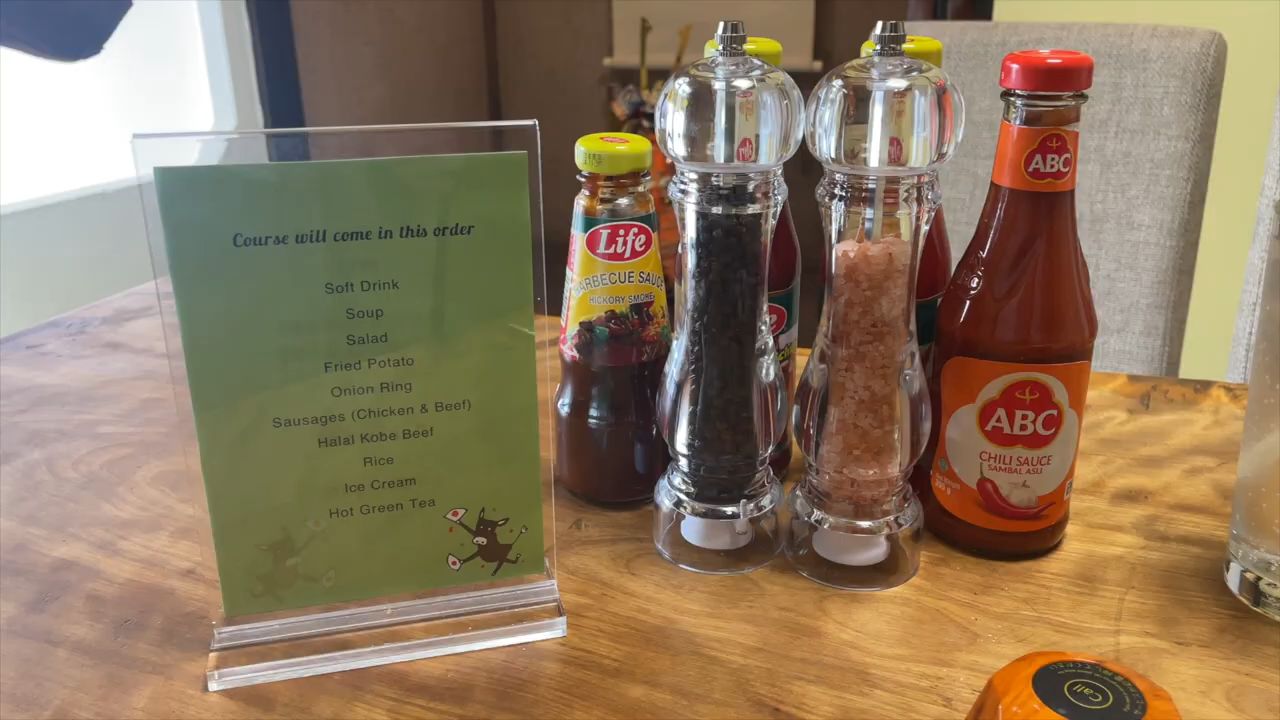 Course will come in this order
Soft Drink
Soup
Salad
Fried Potato
Onion Ring
Sausages (Chicken & Beef)
Halal Kobe Beef
Rice
Ice Cream
Hot Green Tea
Life
BARBECUE SAUCE
HICKORY SMOKE
ABC
ABC
CHILI SAUCE
SAMBAL ASLI
Call